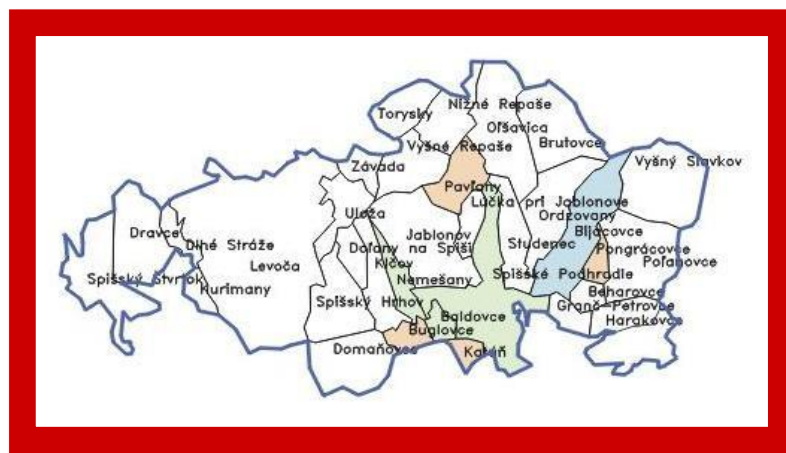 Torysky
Nižné Repaše
Oľšavica
Brutovce
Vyšné Repaše
Vyšný Slavkov
Závada
Pavľany
Lúčka pri Jablonove
Uloža
Ordzovany
Dravce
Dlhé Stráže
Jablonov
na Spiši
Doľany
Studenec
Bijacovce
Pongrácovce
Poľanovce
Levoča
Klčov
Spišský Štvrtok
Kurimany
Nemešany
Spišské Podhradie
Beharovce
Spišský Hrhov
Granč-Petrovce
Baldovce
Harakovce
Buglovce
Domaňovce